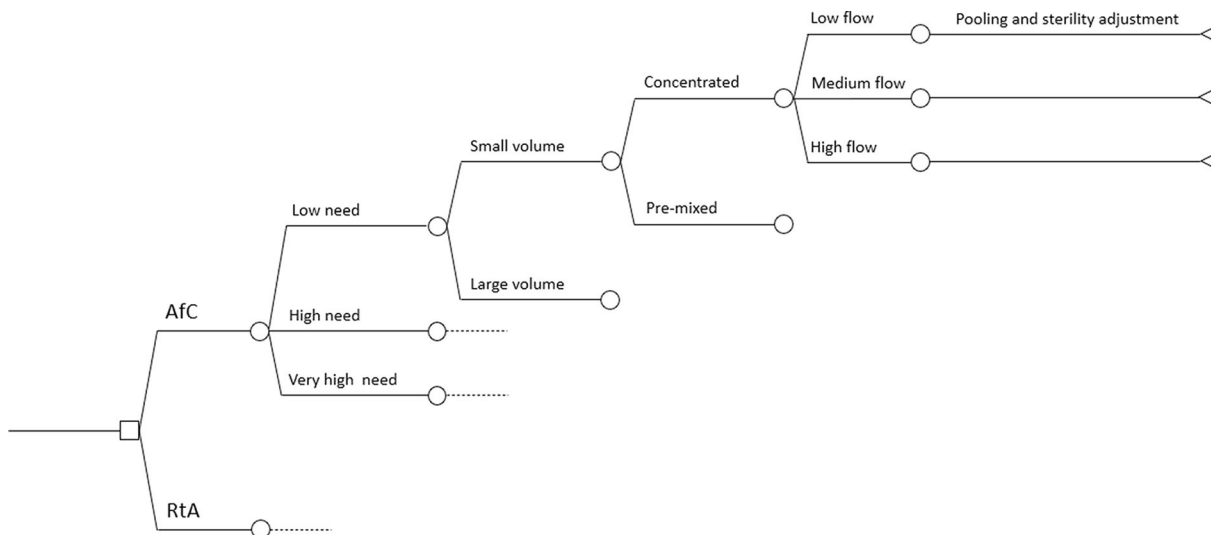 Low flow
Pooling and sterility adjustment
Concentrated
Medium flow
Small volume
High flow
Low need
Pre-mixed
Large volume
AfC
High need
Very high need
RtA